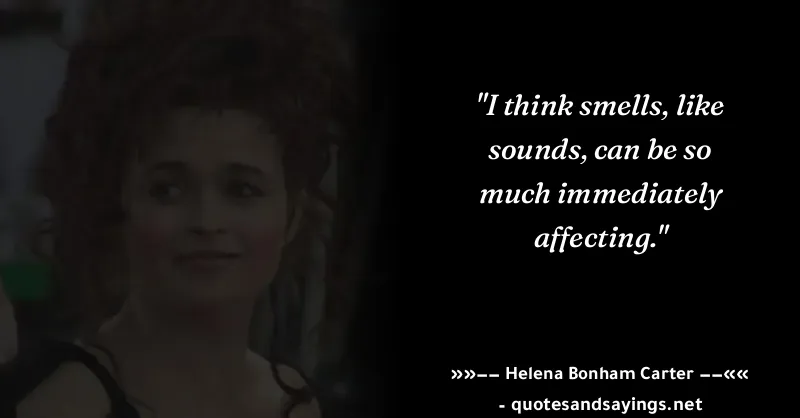 "I think smells, like
sounds, can be so
much immediately
affecting."
»»−− Helena Bonham Carter −−««
- quotesandsayings.net